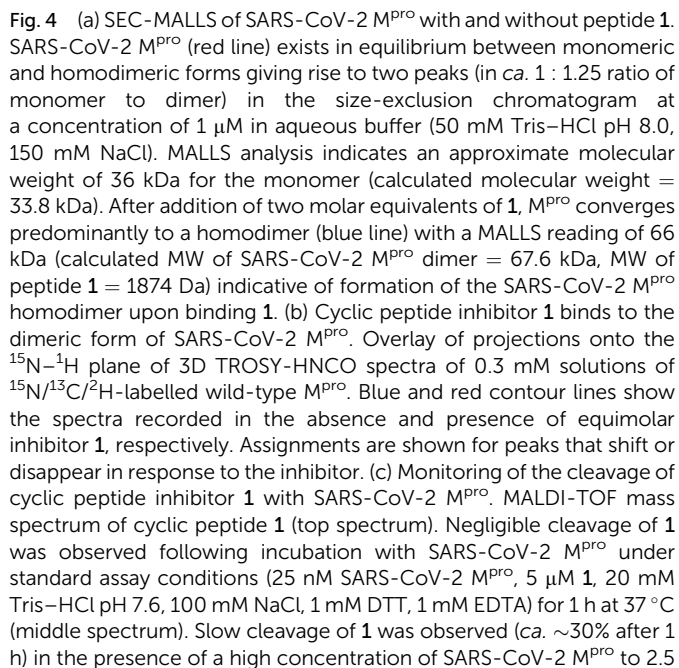 Fig. 4 (a) SEC-MALLS of SARS-CoV-2 Mᵖʳᵒ with and without peptide 1.
SARS-CoV-2 Mᵖʳᵒ (red line) exists in equilibrium between monomeric
and homodimeric forms giving rise to two peaks (in ca. 1 : 1.25 ratio of
monomer to dimer) in the size-exclusion chromatogram at
a concentration of 1 μM in aqueous buffer (50 mM Tris–HCl pH 8.0,
150 mM NaCl). MALLS analysis indicates an approximate molecular
weight of 36 kDa for the monomer (calculated molecular weight =
33.8 kDa). After addition of two molar equivalents of 1, Mᵖʳᵒ converges
predominantly to a homodimer (blue line) with a MALLS reading of 66
kDa (calculated MW of SARS-CoV-2 Mᵖʳᵒ dimer = 67.6 kDa, MW of
peptide 1 = 1874 Da) indicative of formation of the SARS-CoV-2 Mᵖʳᵒ
homodimer upon binding 1. (b) Cyclic peptide inhibitor 1 binds to the
dimeric form of SARS-CoV-2 Mᵖʳᵒ. Overlay of projections onto the
¹⁵N–¹H plane of 3D TROSY-HNCO spectra of 0.3 mM solutions of
¹⁵N/¹³C/²H-labelled wild-type Mᵖʳᵒ. Blue and red contour lines show
the spectra recorded in the absence and presence of equimolar
inhibitor 1, respectively. Assignments are shown for peaks that shift or
disappear in response to the inhibitor. (c) Monitoring of the cleavage of
cyclic peptide inhibitor 1 with SARS-CoV-2 Mᵖʳᵒ. MALDI-TOF mass
spectrum of cyclic peptide 1 (top spectrum). Negligible cleavage of 1
was observed following incubation with SARS-CoV-2 Mᵖʳᵒ under
standard assay conditions (25 nM SARS-CoV-2 Mᵖʳᵒ, 5 μM 1, 20 mM
Tris–HCl pH 7.6, 100 mM NaCl, 1 mM DTT, 1 mM EDTA) for 1 h at 37 °C
(middle spectrum). Slow cleavage of 1 was observed (ca. ~30% after 1
h) in the presence of a high concentration of SARS-CoV-2 Mᵖʳᵒ to 2.5